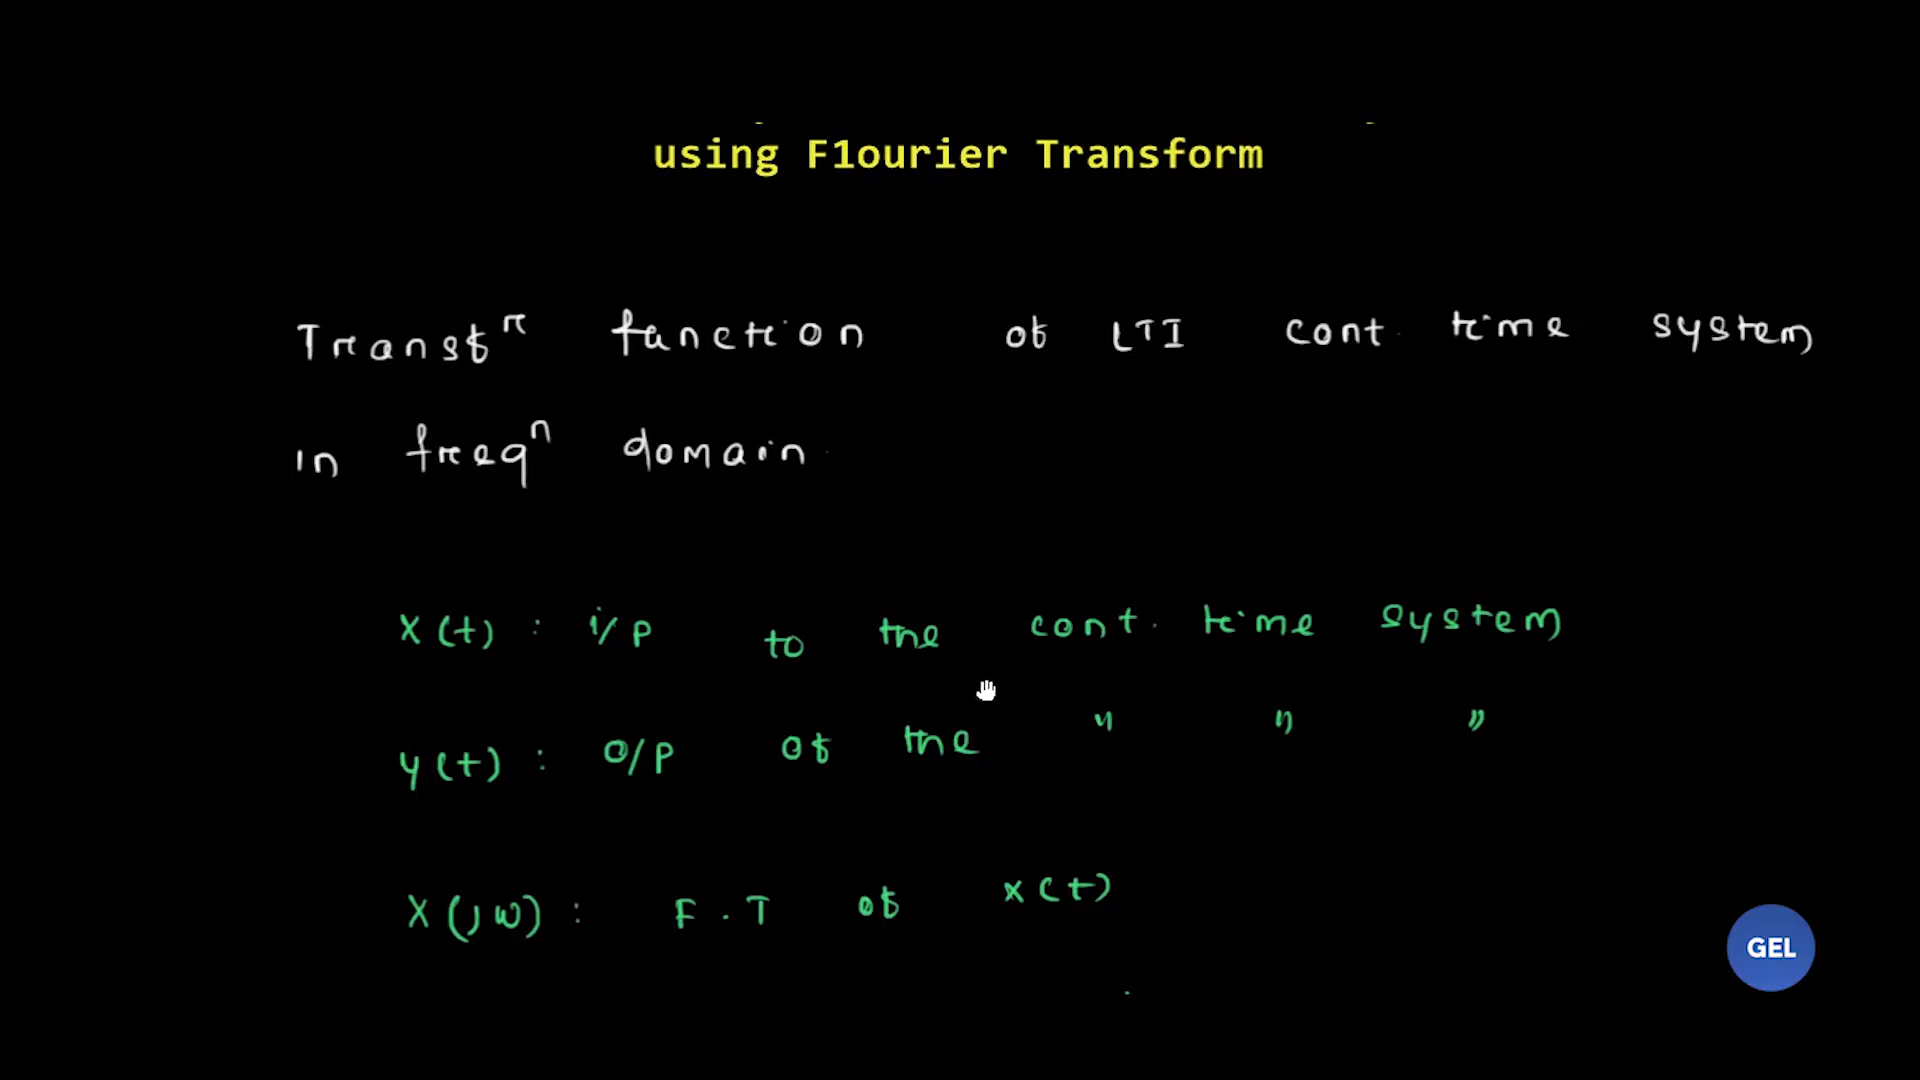 using F1ourier Transform
Transfʳ function of LTI cont. time system
in freqⁿ domain
x(t) : i/p to the cont. time system
y(t) : o/p of the " " "
X(jω) : F.T of x(t)
GEL